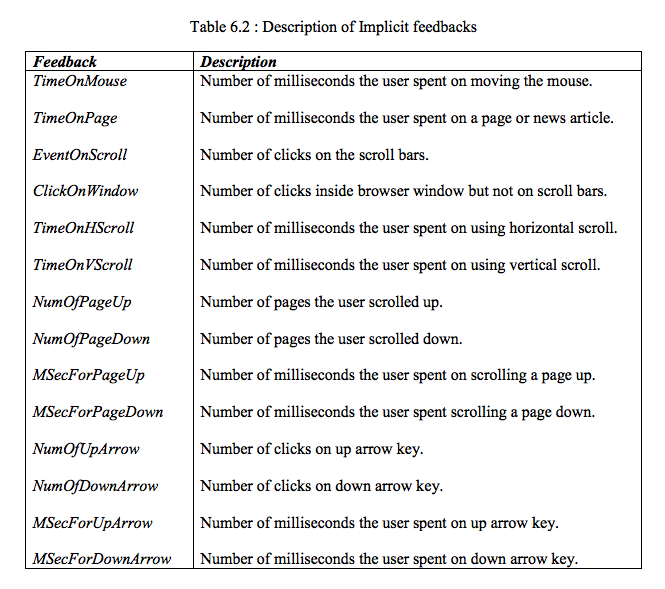 Table 6.2 : Description of Implicit feedbacks
Feedback Description
TimeOnMouse Number of milliseconds the user spent on moving the mouse.
TimeOnPage Number of milliseconds the user spent on a page or news article.
EventOnScroll Number of clicks on the scroll bars.
ClickOnWindow Number of clicks inside browser window but not on scroll bars.
TimeOnHScroll Number of milliseconds the user spent on using horizontal scroll.
TimeOnVScroll Number of milliseconds the user spent on using vertical scroll.
NumOfPageUp Number of pages the user scrolled up.
NumOfPageDown Number of pages the user scrolled down.
MSecForPageUp Number of milliseconds the user spent on scrolling a page up.
MSecForPageDown Number of milliseconds the user spent scrolling a page down.
NumOfUpArrow Number of clicks on up arrow key.
NumOfDownArrow Number of clicks on down arrow key.
MSecForUpArrow Number of milliseconds the user spent on up arrow key.
MSecForDownArrow Number of milliseconds the user spent on down arrow key.